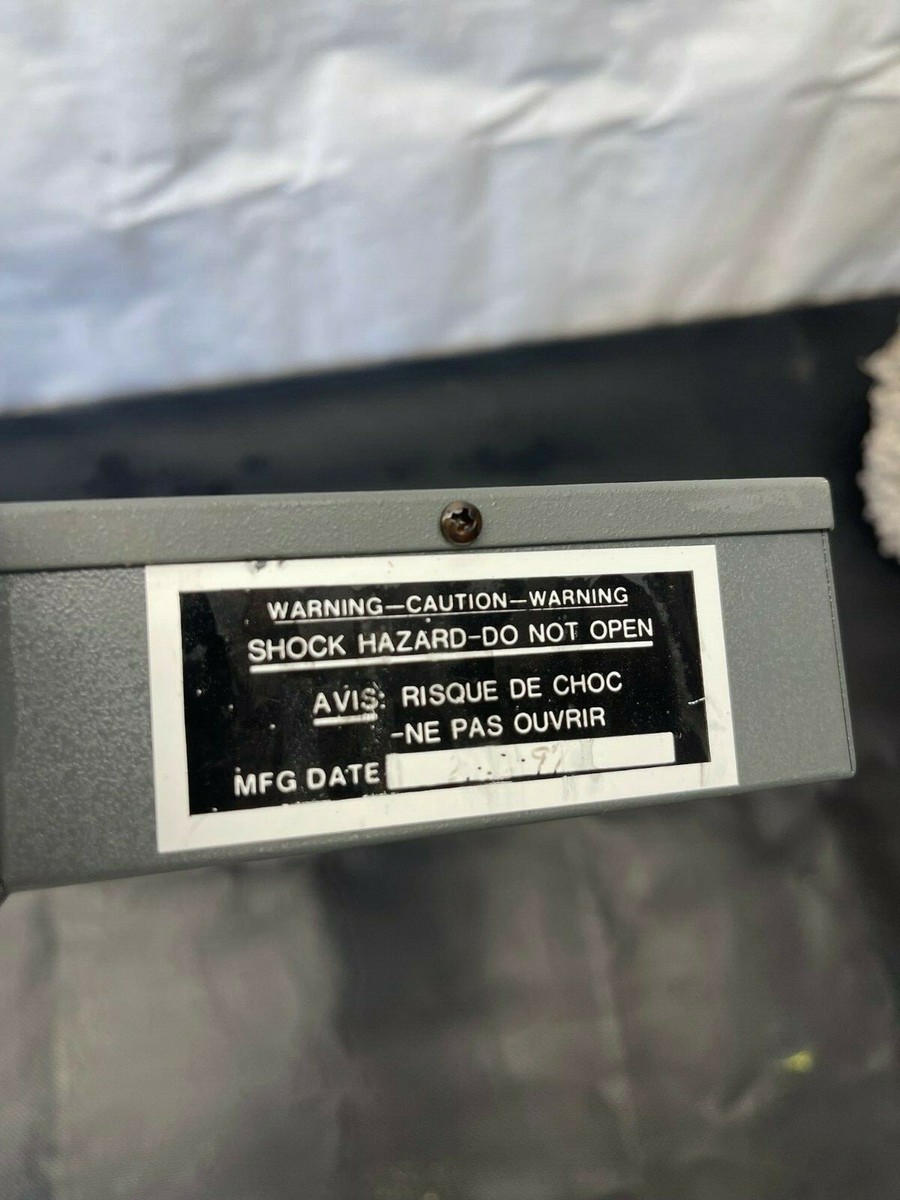 WARNING—CAUTION—WARNING
SHOCK HAZARD-DO NOT OPEN
AVIS: RISQUE DE CHOC
-NE PAS OUVRIR
MFG DATE